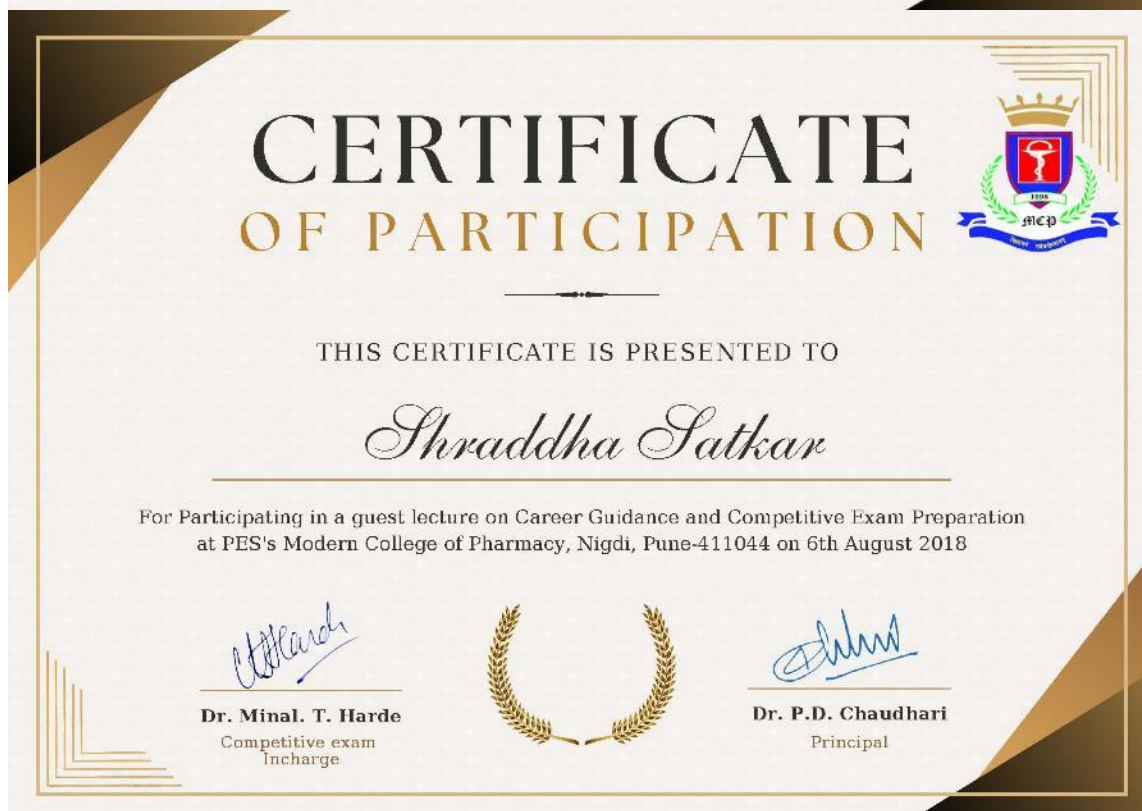 CERTIFICATE
OF PARTICIPATION
MCP
THIS CERTIFICATE IS PRESENTED TO
Shraddha Satkar
For Participating in a guest lecture on Career Guidance and Competitive Exam Preparation
at PES's Modern College of Pharmacy, Nigdi, Pune-411044 on 6th August 2018
Dr. Minal. T. Harde
Competitive exam
Incharge
Dr. P.D. Chaudhari
Principal